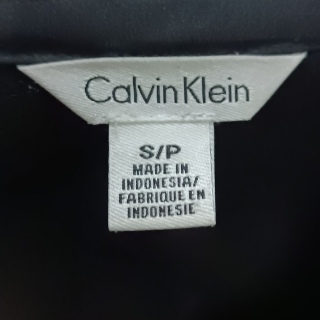 Calvin Klein
S/P
MADE IN
INDONESIA/
FABRIQUE EN
INDONESIE